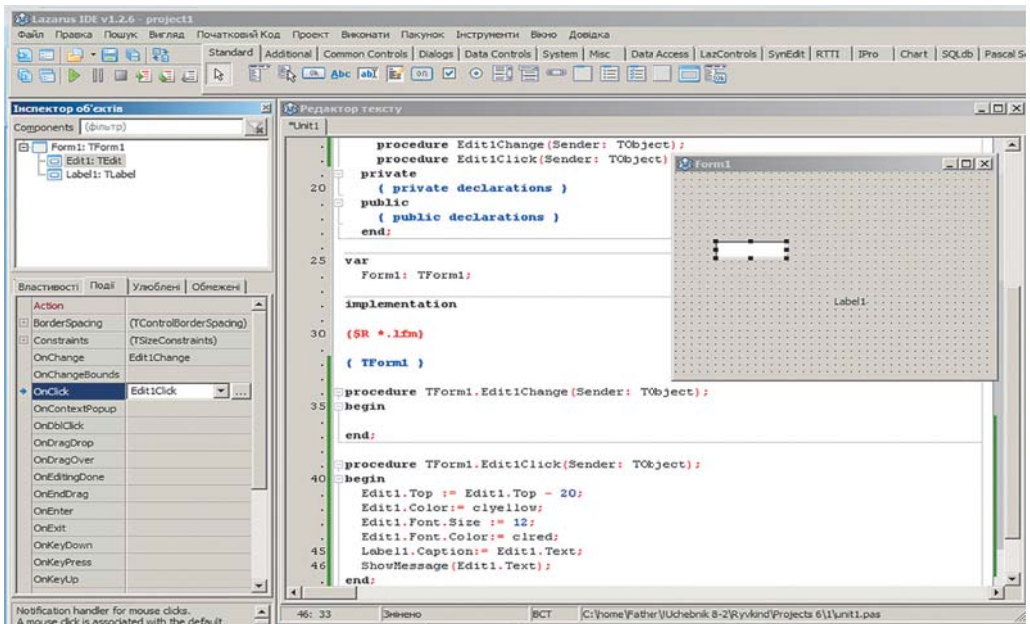 Lazarus IDE v1.2.6 - project1
Файл Правка Пошук Вигляд Початковий Код Проект Виконати Пакунок Інструменти Вікно Довідка
Standard Additional Common Controls Dialogs Data Controls System Misc Data Access LazControls SynEdit RTTI IPro Chart SQLdb Pascal S
Ok Abc abI on
Інспектор об'єктів
Components (фільтр)
Form1: TForm1
Edit1: TEdit
Label1: TLabel
Властивості Події Улюблені Обмежені
Action
BorderSpacing (TControlBorderSpacing)
Constraints (TSizeConstraints)
OnChange Edit1Change
OnChangeBounds
OnClick Edit1Click ...
OnContextPopup
OnDblClick
OnDragDrop
OnDragOver
OnEditingDone
OnEndDrag
OnEnter
OnExit
OnKeyDown
OnKeyPress
OnKeyUp
Notification handler for mouse clicks.
A mouse click is associated with the default
Редактор тексту
*Unit1
procedure Edit1Change(Sender: TObject);
procedure Edit1Click(Sender: TObject)
private
20 { private declarations }
public
{ public declarations }
end;
25 var
Form1: TForm1;
implementation
30 {$R *.lfm}
{ TForm1 }
procedure TForm1.Edit1Change(Sender: TObject);
35 begin
end;
procedure TForm1.Edit1Click(Sender: TObject);
40 begin
Edit1.Top := Edit1.Top - 20;
Edit1.Color:= clyellow;
Edit1.Font.Size := 12;
Edit1.Font.Color:= clred;
45 Label1.Caption:= Edit1.Text;
46 ShowMessage(Edit1.Text);
end;
46: 33 Змінено ВСТ C:\home\Father\!Uchebnik 8-2\Ryvkind\Projects 6\1\unit1.pas
Form1
Label1